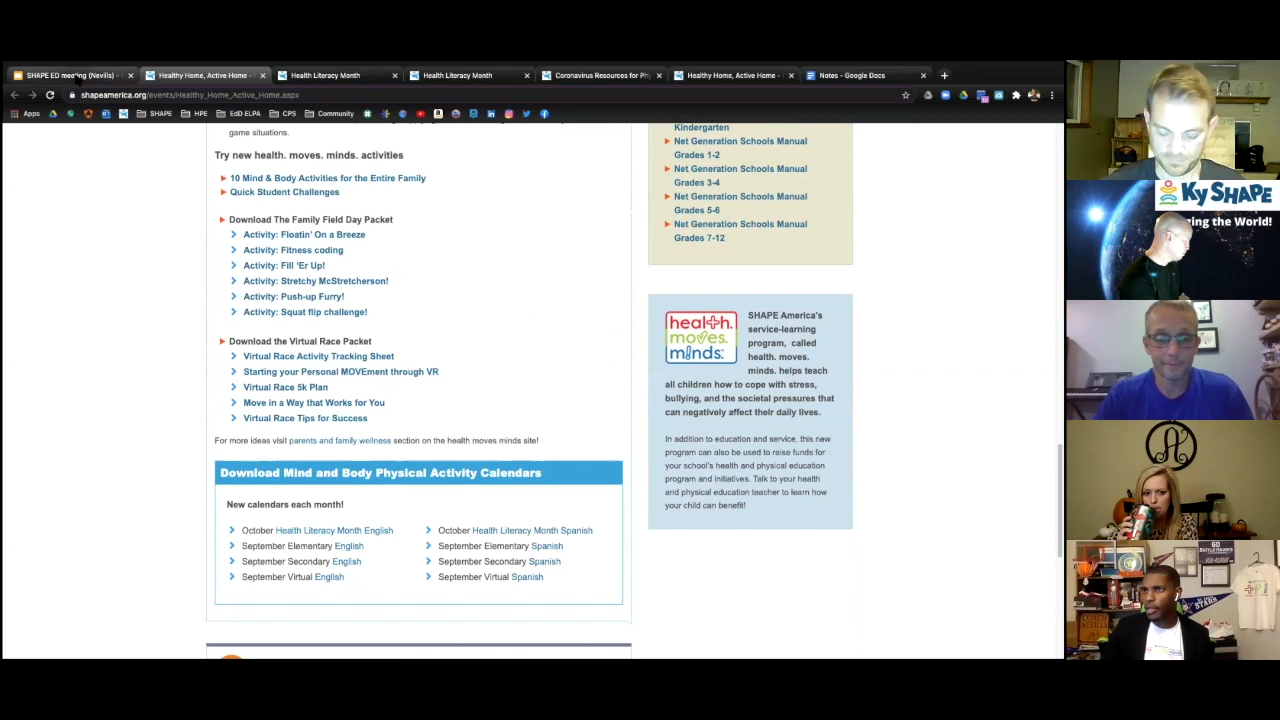 SHAPE ED meeting (Nevills) -
Healthy Home, Active Home -
Health Literacy Month
Health Literacy Month
Coronavirus Resources for Ph
Healthy Home, Active Home -
Notes - Google Docs
shapeamerica.org/events/Healthy_Home_Active_Home.aspx
Apps
SHAPE
HPE
EdD ELPA
CPS
Community
game situations.
Try new health. moves. minds. activities
10 Mind & Body Activities for the Entire Family
Quick Student Challenges
Download The Family Field Day Packet
Activity: Floatin' On a Breeze
Activity: Fitness coding
Activity: Fill 'Er Up!
Activity: Stretchy McStretcherson!
Activity: Push-up Furry!
Activity: Squat flip challenge!
Download the Virtual Race Packet
Virtual Race Activity Tracking Sheet
Starting your Personal MOVEment through VR
Virtual Race 5k Plan
Move in a Way that Works for You
Virtual Race Tips for Success
For more ideas visit parents and family wellness section on the health moves minds site!
Download Mind and Body Physical Activity Calendars
New calendars each month!
October Health Literacy Month English
October Health Literacy Month Spanish
September Elementary English
September Elementary Spanish
September Secondary English
September Secondary Spanish
September Virtual English
September Virtual Spanish
Kindergarten
Net Generation Schools Manual
Grades 1-2
Net Generation Schools Manual
Grades 3-4
Net Generation Schools Manual
Grades 5-6
Net Generation Schools Manual
Grades 7-12
health.
moves.
minds.
SHAPE America's
service-learning
program, called
health. moves.
minds. helps teach
all children how to cope with stress,
bullying, and the societal pressures that
can negatively affect their daily lives.
In addition to education and service, this new
program can also be used to raise funds for
your school's health and physical education
program and initiatives. Talk to your health
and physical education teacher to learn how
your child can benefit!
Ky SHAPE
ging the World!
A
60
BATTLEHAWKS
KA-KAW
STARS
COACH
NEVILLS